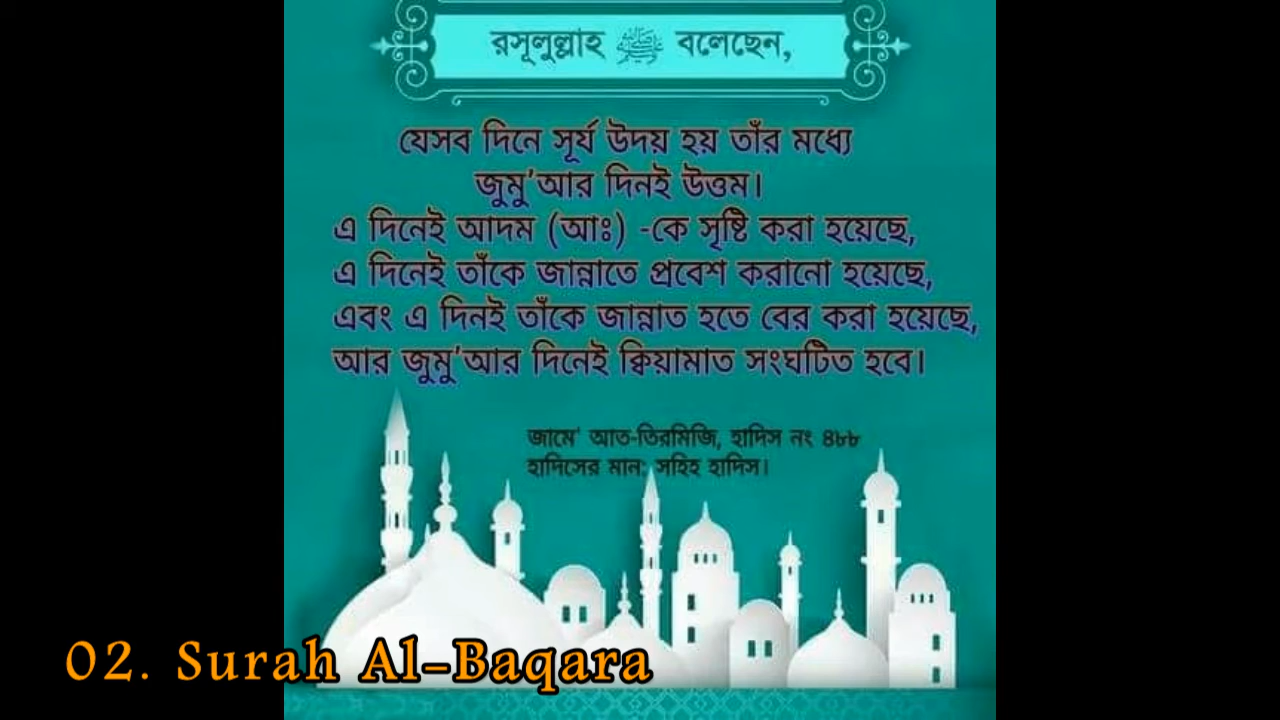 রসূলুল্লাহ ﷺ বলেছেন,
যেসব দিনে সূর্য উদয় হয় তাঁর মধ্যে
জুমু'আর দিনই উত্তম।
এ দিনেই আদম (আঃ) -কে সৃষ্টি করা হয়েছে,
এ দিনেই তাঁকে জান্নাতে প্রবেশ করানো হয়েছে,
এবং এ দিনই তাঁকে জান্নাত হতে বের করা হয়েছে,
আর জুমু'আর দিনেই ক্বিয়ামাত সংঘটিত হবে।
জামে' আত-তিরমিজি, হাদিস নং ৪৮৮
হাদিসের মান: সহিহ হাদিস।
02. Surah Al-Baqara